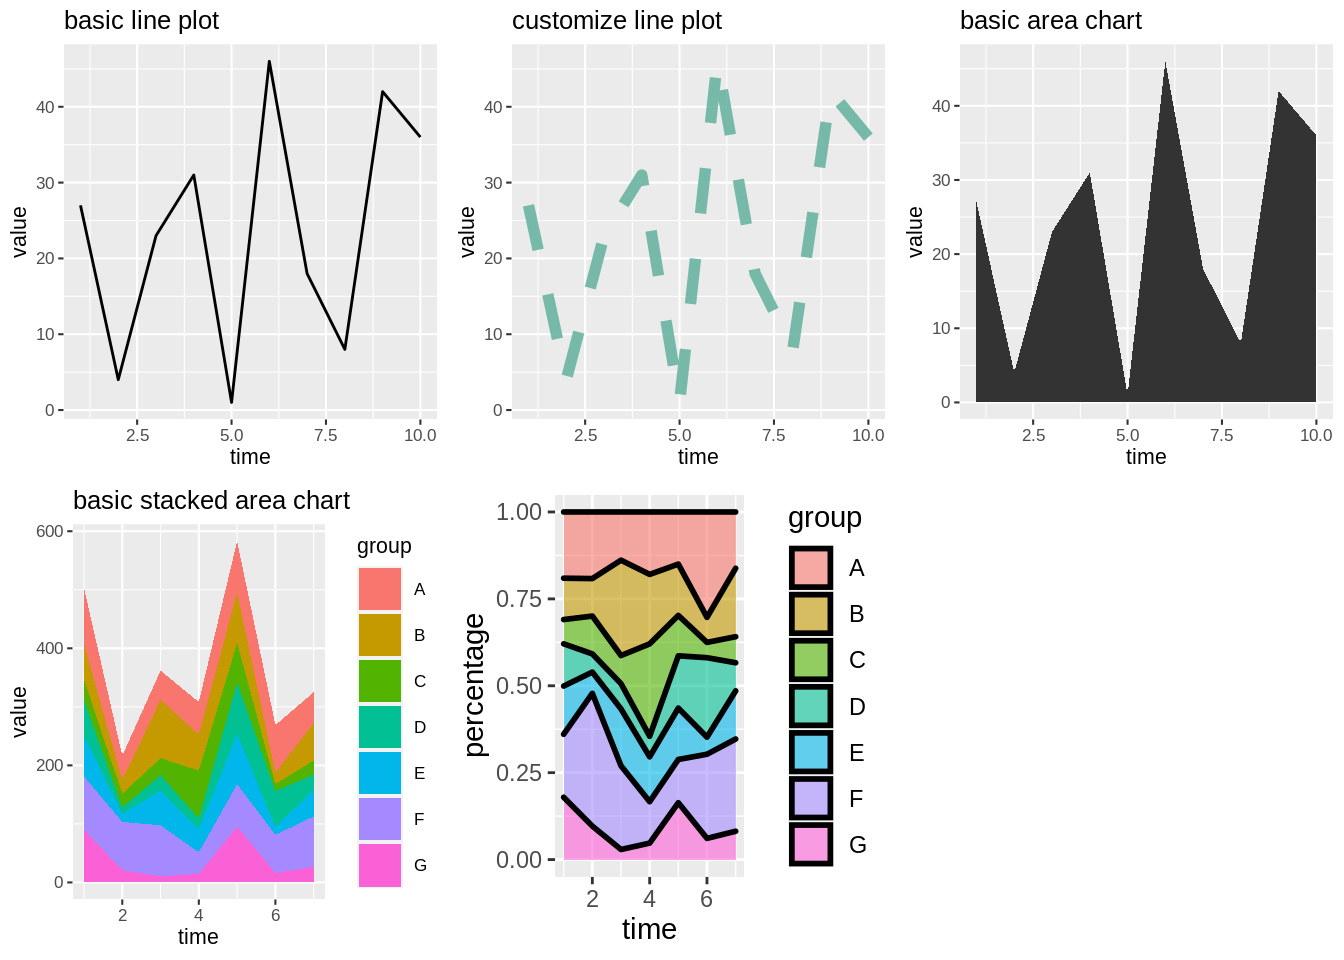 basic line plot
value
40
30
20
10
0
2.5 5.0 7.5 10.0
time
customize line plot
value
40
30
20
10
0
2.5 5.0 7.5 10.0
time
basic area chart
value
40
30
20
10
0
2.5 5.0 7.5 10.0
time
basic stacked area chart
value
600
400
200
0
2 4 6
time
group
A
B
C
D
E
F
G
percentage
1.00
0.75
0.50
0.25
0.00
2 4 6
time
group
A
B
C
D
E
F
G